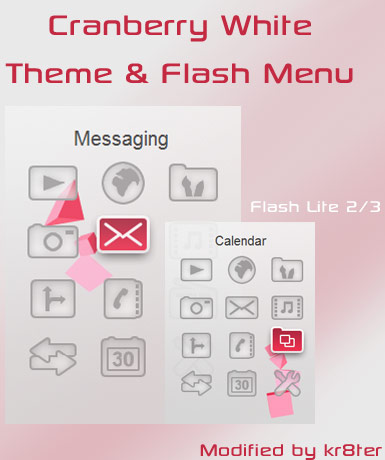 Cranberry White
Theme & Flash Menu
Messaging
Flash Lite 2/3
Calendar
30
30
Modified by kr8ter